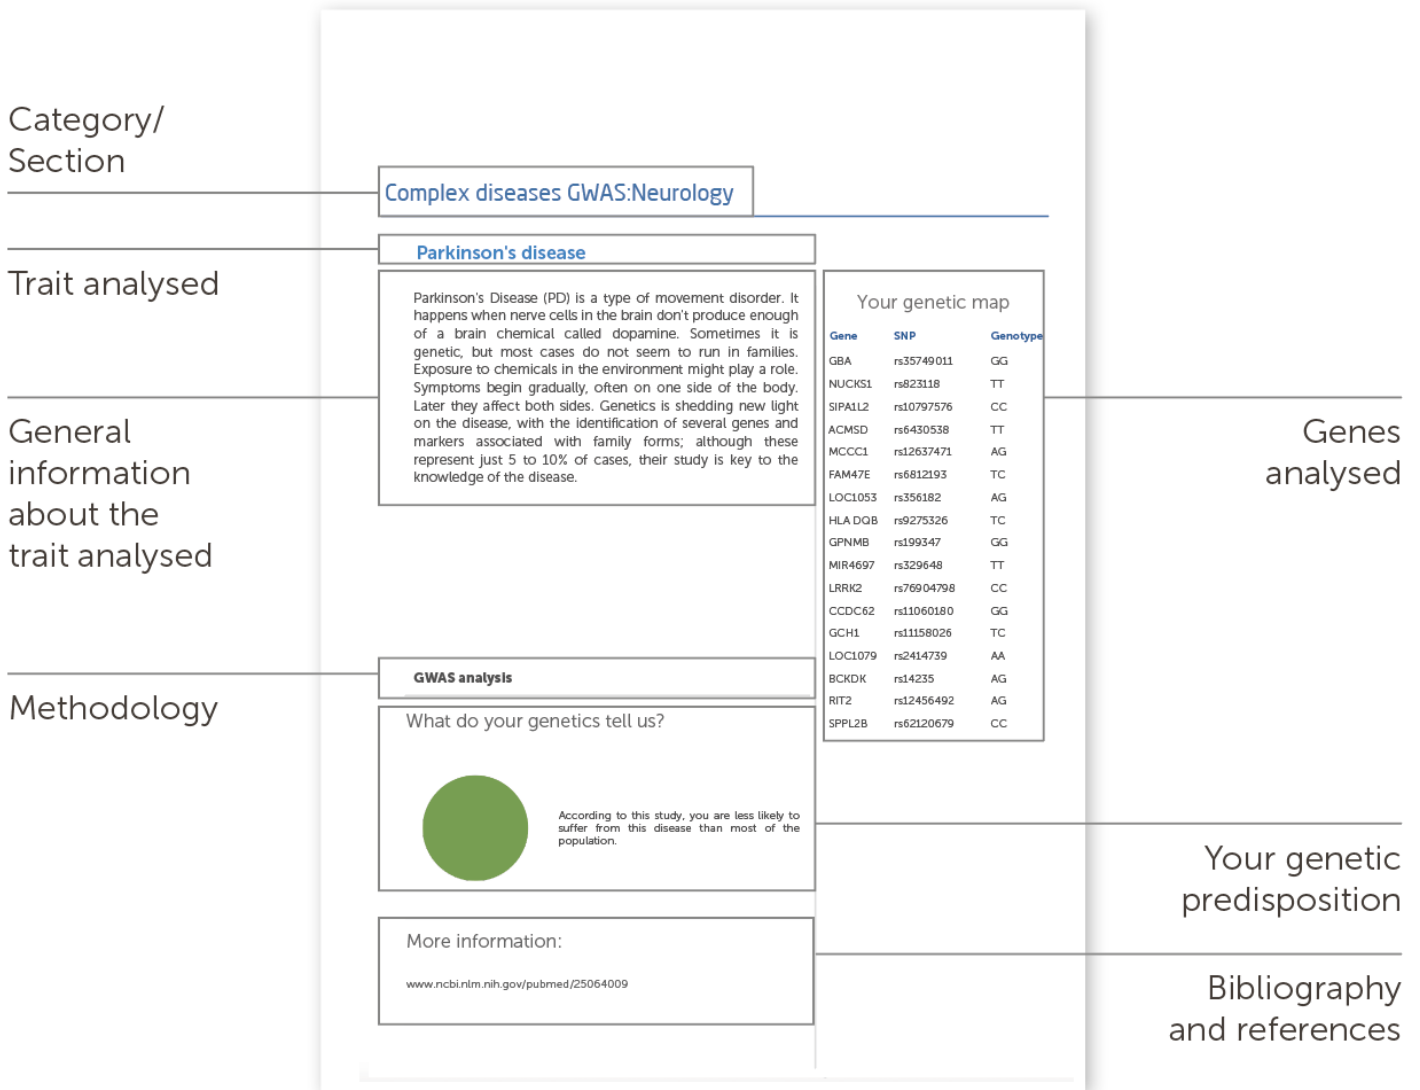 Category/
Section
Complex diseases GWAS:Neurology
Trait analysed
Parkinson's disease
General
information
about the
trait analysed
Parkinson's Disease (PD) is a type of movement disorder. It
happens when nerve cells in the brain don't produce enough
of a brain chemical called dopamine. Sometimes it is
genetic, but most cases do not seem to run in families.
Exposure to chemicals in the environment might play a role.
Symptoms begin gradually, often on one side of the body.
Later they affect both sides. Genetics is shedding new light
on the disease, with the identification of several genes and
markers associated with family forms; although these
represent just 5 to 10% of cases, their study is key to the
knowledge of the disease.
Your genetic map
Gene SNP Genotype
GBA rs35749011 GG
NUCKS1 rs823118 TT
SIPA1L2 rs10797576 CC
ACMSD rs6430538 TT
MCCC1 rs12637471 AG
FAM47E rs6812193 TC
LOC1053 rs356182 AG
HLA DQB rs9275326 TC
GPNMB rs199347 GG
MIR4697 rs329648 TT
LRRK2 rs76904798 CC
CCDC62 rs11060180 GG
GCH1 rs11158026 TC
LOC1079 rs2414739 AA
BCKDK rs14235 AG
RIT2 rs12456492 AG
SPPL2B rs62120679 CC
Genes
analysed
Methodology
GWAS analysis
What do your genetics tell us?
According to this study, you are less likely to
suffer from this disease than most of the
population.
Your genetic
predisposition
More information:
www.ncbi.nlm.nih.gov/pubmed/25064009
Bibliography
and references